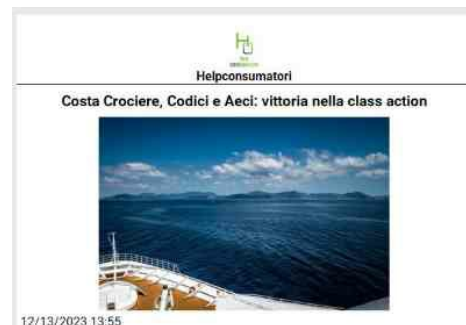 Helpconsumatori
Costa Crociere, Codici e Aeci: vittoria nella class action
12/13/2023 13:55